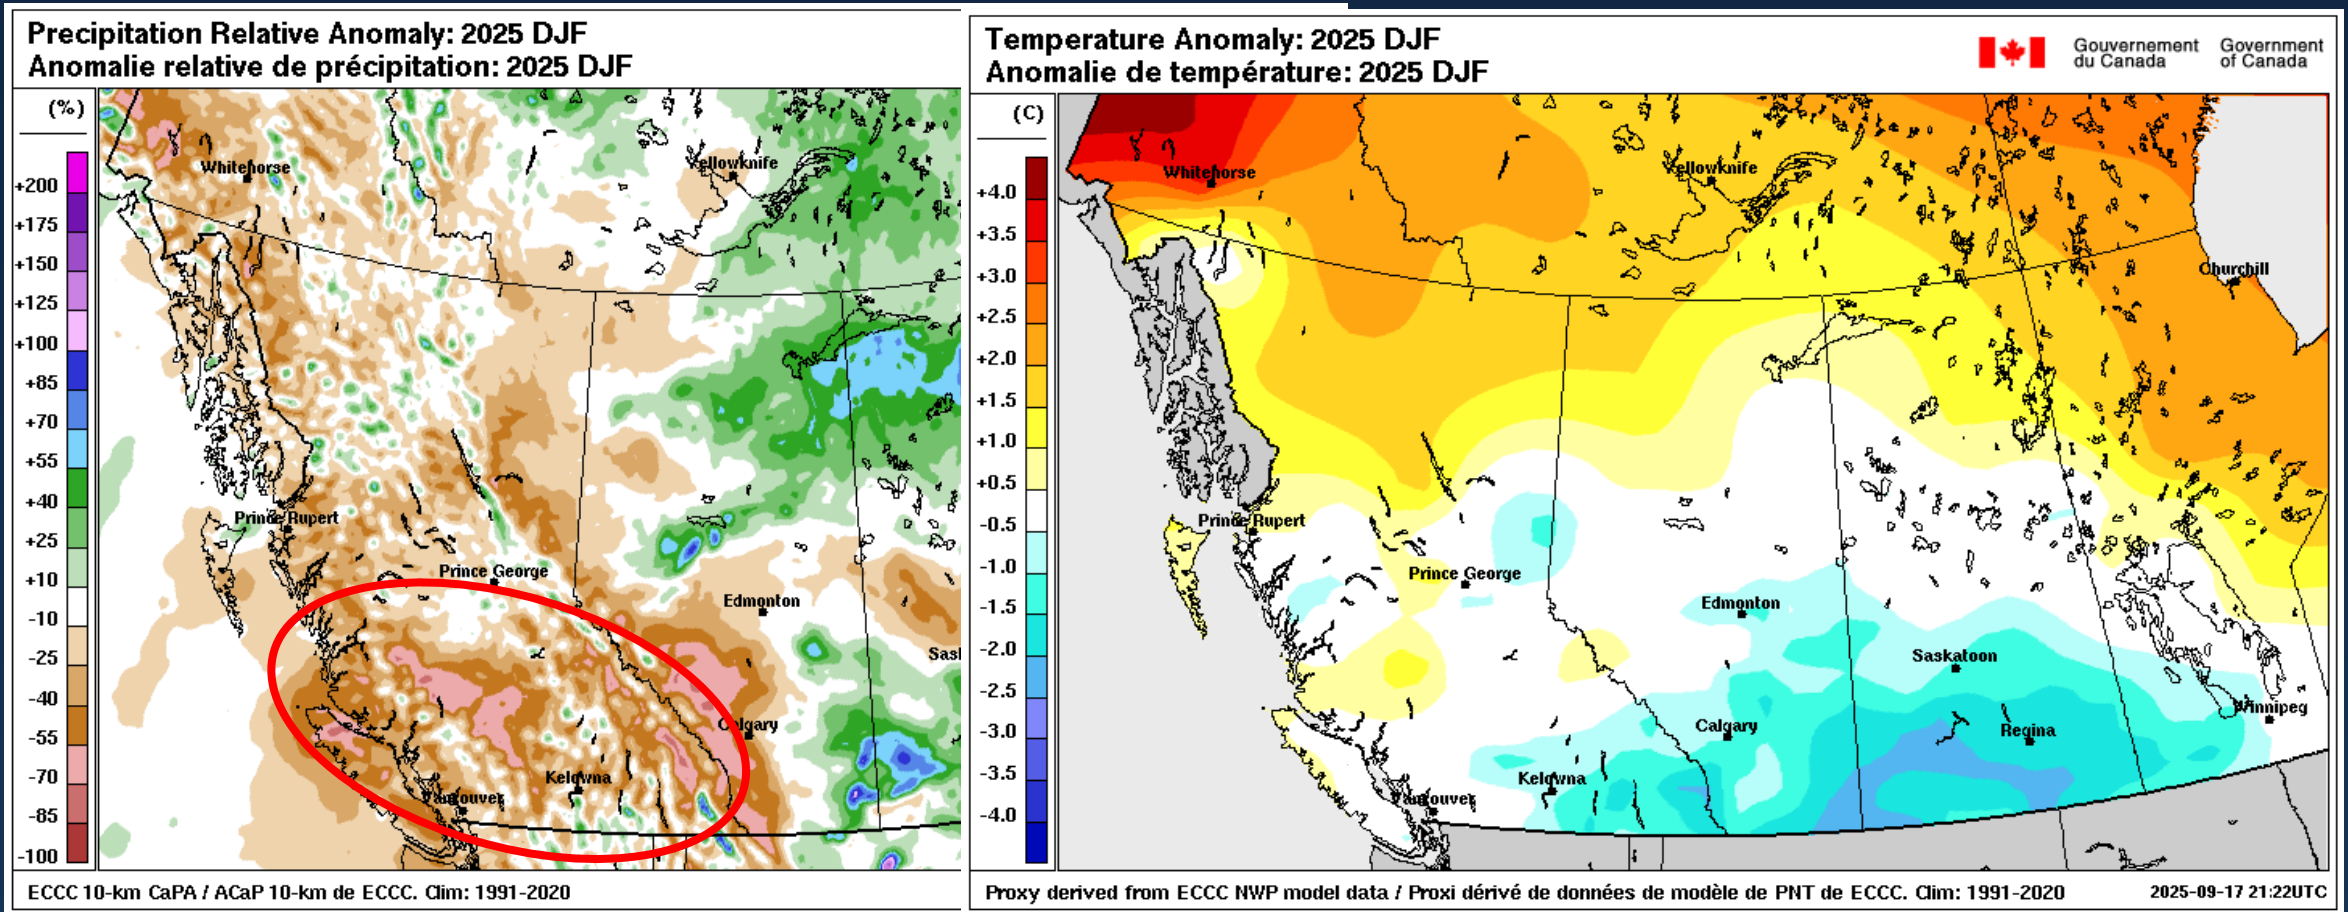 Precipitation Relative Anomaly: 2025 DJF
Anomalie relative de précipitation: 2025 DJF
(%)
+200
+175
+150
+125
+100
+85
+70
+55
+40
+25
+10
-10
-25
-40
-55
-70
-85
-100
Whitehorse
Yellowknife
Prince Rupert
Prince George
Edmonton
Sask
Calgary
Kelowna
Vancouver
ECCC 10-km CaPA / ACaP 10-km de ECCC. Clim: 1991-2020
Temperature Anomaly: 2025 DJF
Anomalie de température: 2025 DJF
Gouvernement du Canada
Government of Canada
(C)
+4.0
+3.5
+3.0
+2.5
+2.0
+1.5
+1.0
+0.5
-0.5
-1.0
-1.5
-2.0
-2.5
-3.0
-3.5
-4.0
Whitehorse
Yellowknife
Churchill
Prince Rupert
Prince George
Edmonton
Saskatoon
Calgary
Regina
Winnipeg
Kelowna
Vancouver
Proxy derived from ECCC NWP model data / Proxi dérivé de données de modèle de PNT de ECCC. Clim: 1991-2020
2025-09-17 21:22UTC